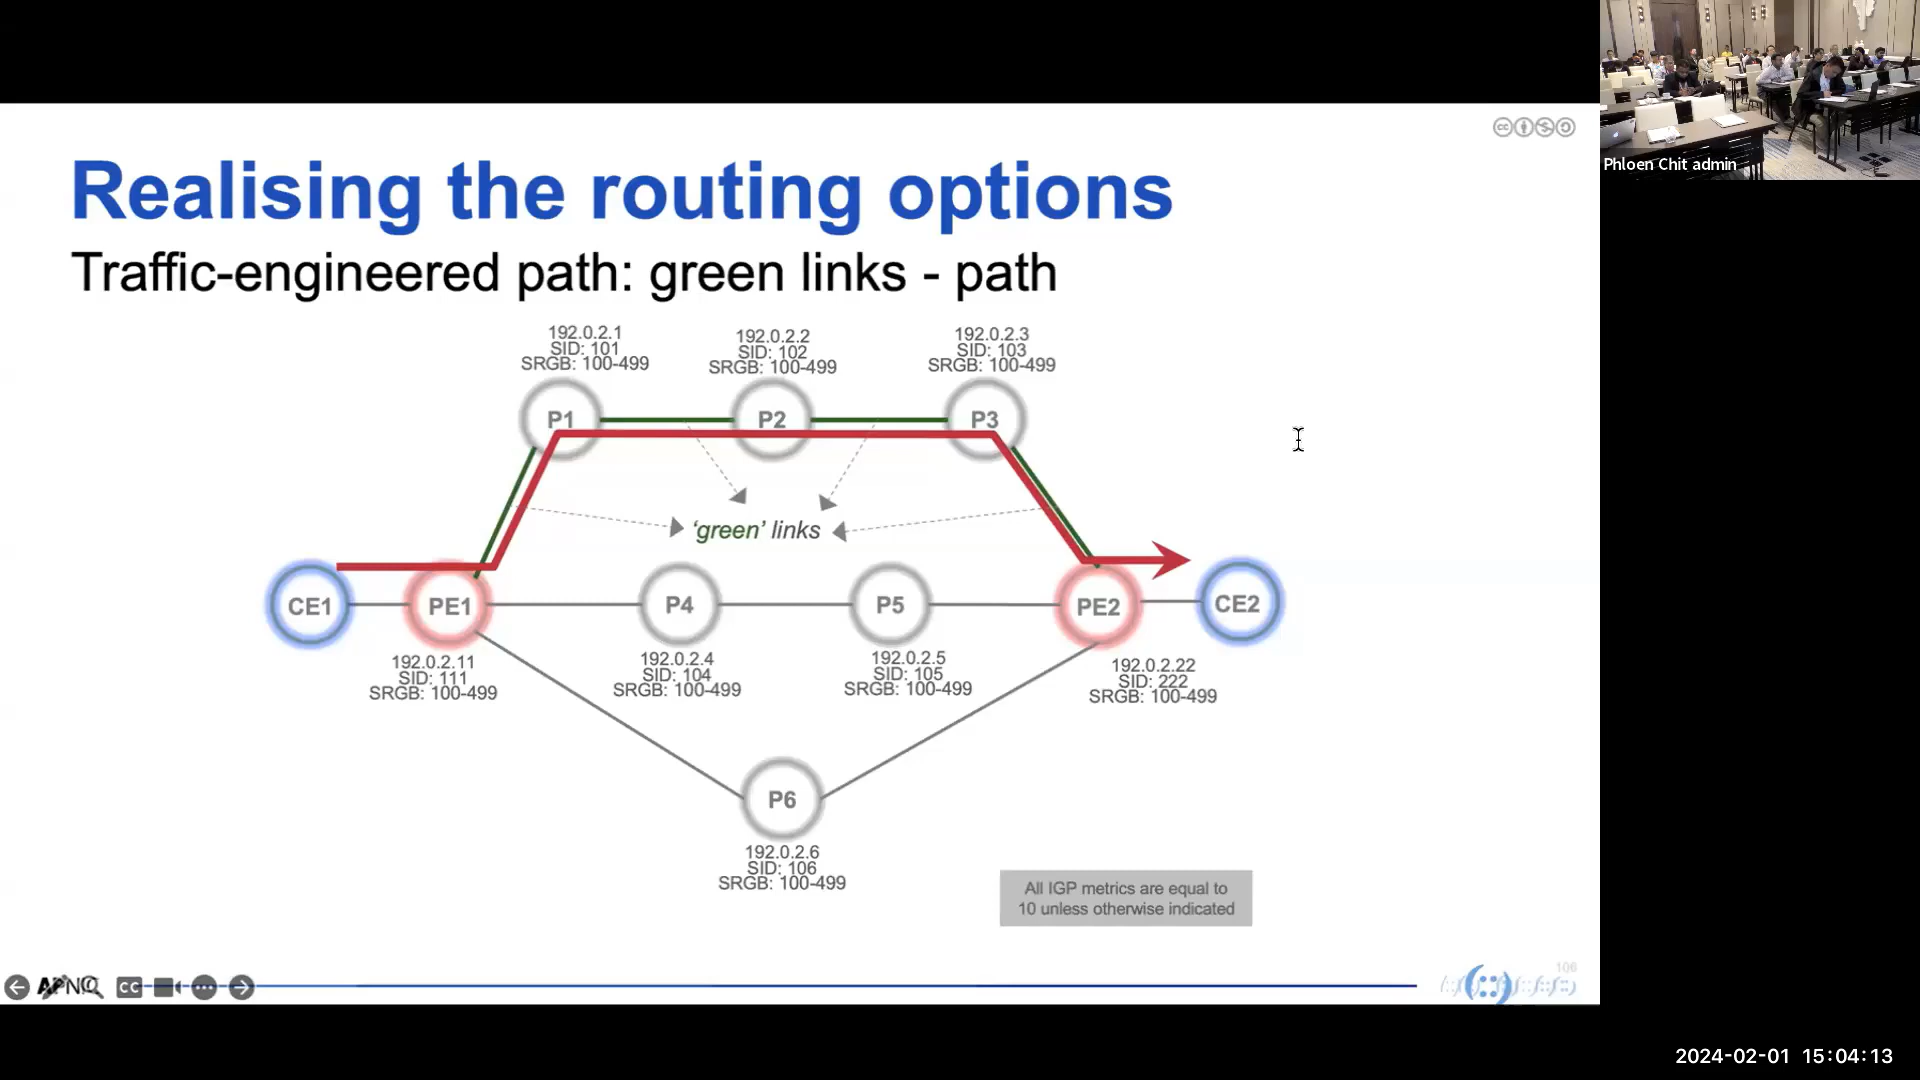 Phloen Chit admin
Realising the routing options
Traffic-engineered path: green links - path
192.0.2.1
SID: 101
SRGB: 100-499
192.0.2.2
SID: 102
SRGB: 100-499
192.0.2.3
SID: 103
SRGB: 100-499
P1
P2
P3
'green' links
CE1
PE1
P4
P5
PE2
CE2
192.0.2.11
SID: 111
SRGB: 100-499
192.0.2.4
SID: 104
SRGB: 100-499
192.0.2.5
SID: 105
SRGB: 100-499
192.0.2.22
SID: 222
SRGB: 100-499
P6
192.0.2.6
SID: 106
SRGB: 100-499
All IGP metrics are equal to
10 unless otherwise indicated
106
CC
2024-02-01 15:04:13